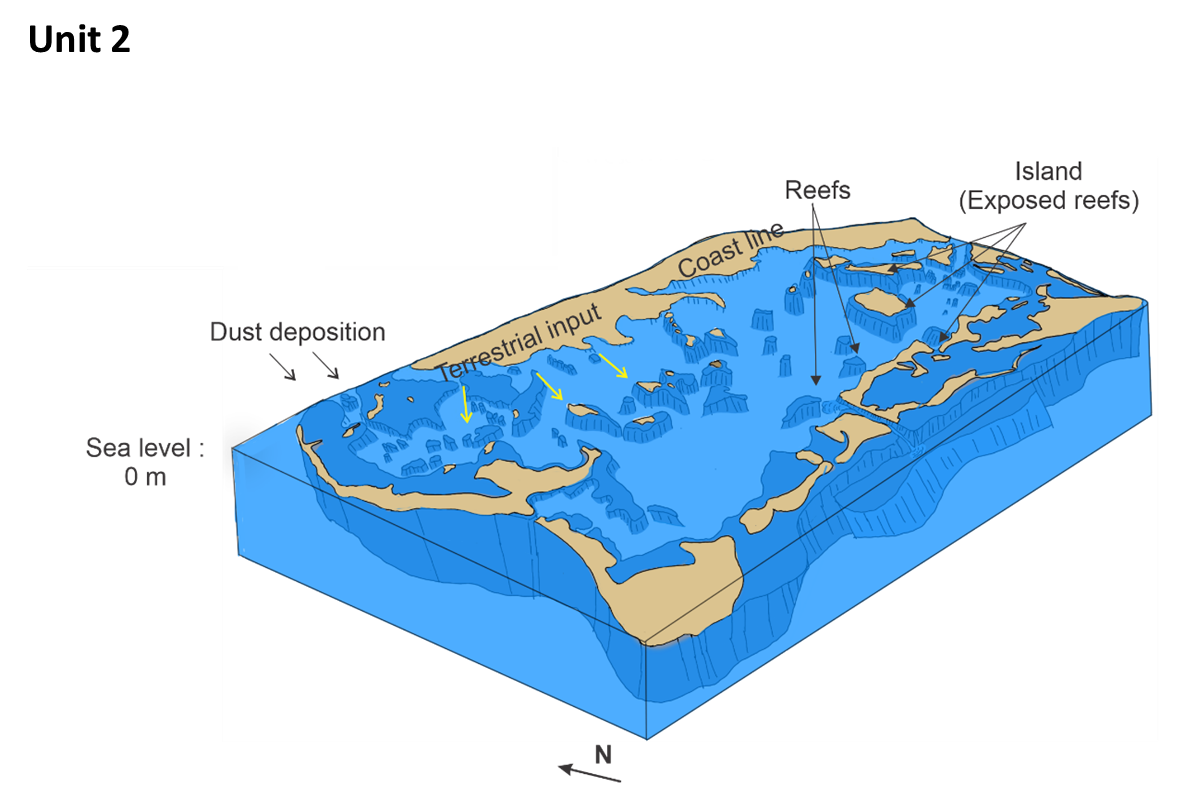 Unit 2
Island
(Exposed reefs)
Reefs
Coast line
Terrestrial input
Dust deposition
Sea level :
0 m
N